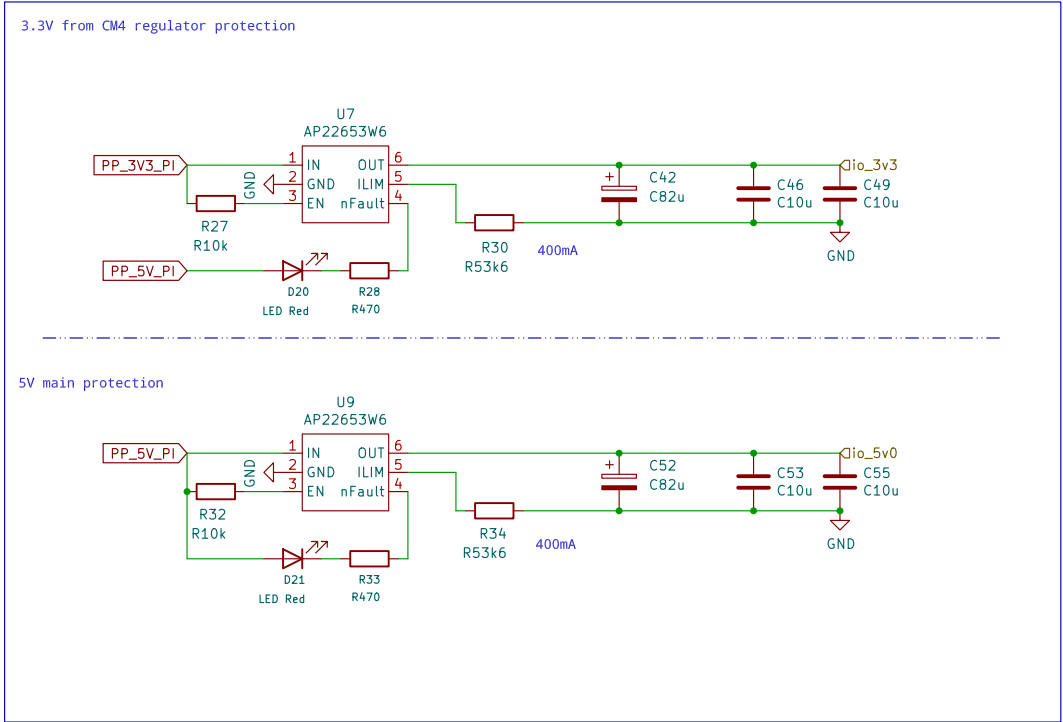 3.3V from CM4 regulator protection
U7
AP22653W6
PP_3V3_PI
GND
1
2
3
IN
GND
EN
OUT
ILIM
nFault
6
5
4
io_3v3
C42
C82u
C46
C10u
C49
C10u
R27
R10k
R30
R53k6
400mA
GND
PP_5V_PI
D20
LED Red
R28
R470
5V main protection
U9
AP22653W6
PP_5V_PI
GND
1
2
3
IN
GND
EN
OUT
ILIM
nFault
6
5
4
io_5v0
C52
C82u
C53
C10u
C55
C10u
R32
R10k
R34
R53k6
400mA
GND
D21
LED Red
R33
R470